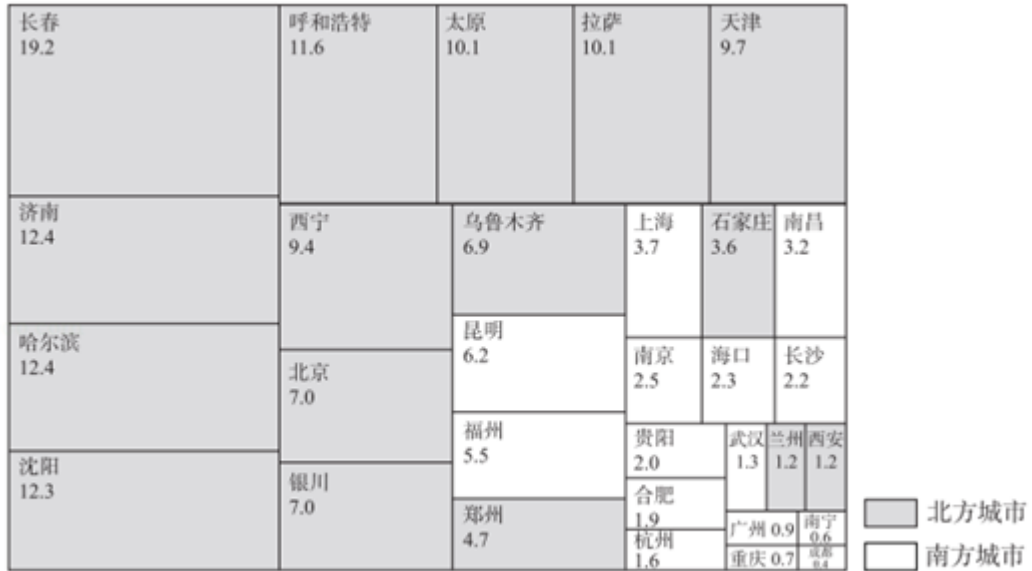 长春
19.2
呼和浩特
11.6
太原
10.1
拉萨
10.1
天津
9.7
济南
12.4
哈尔滨
12.4
沈阳
12.3
西宁
9.4
北京
7.0
银川
7.0
乌鲁木齐
6.9
昆明
6.2
福州
5.5
郑州
4.7
上海
3.7
石家庄
3.6
南昌
3.2
南京
2.5
海口
2.3
长沙
2.2
贵阳
2.0
合肥
1.9
杭州
1.6
武汉
1.3
兰州
1.2
西安
1.2
广州 0.9
南宁
0.6
重庆 0.7
成都
0.4
北方城市
南方城市